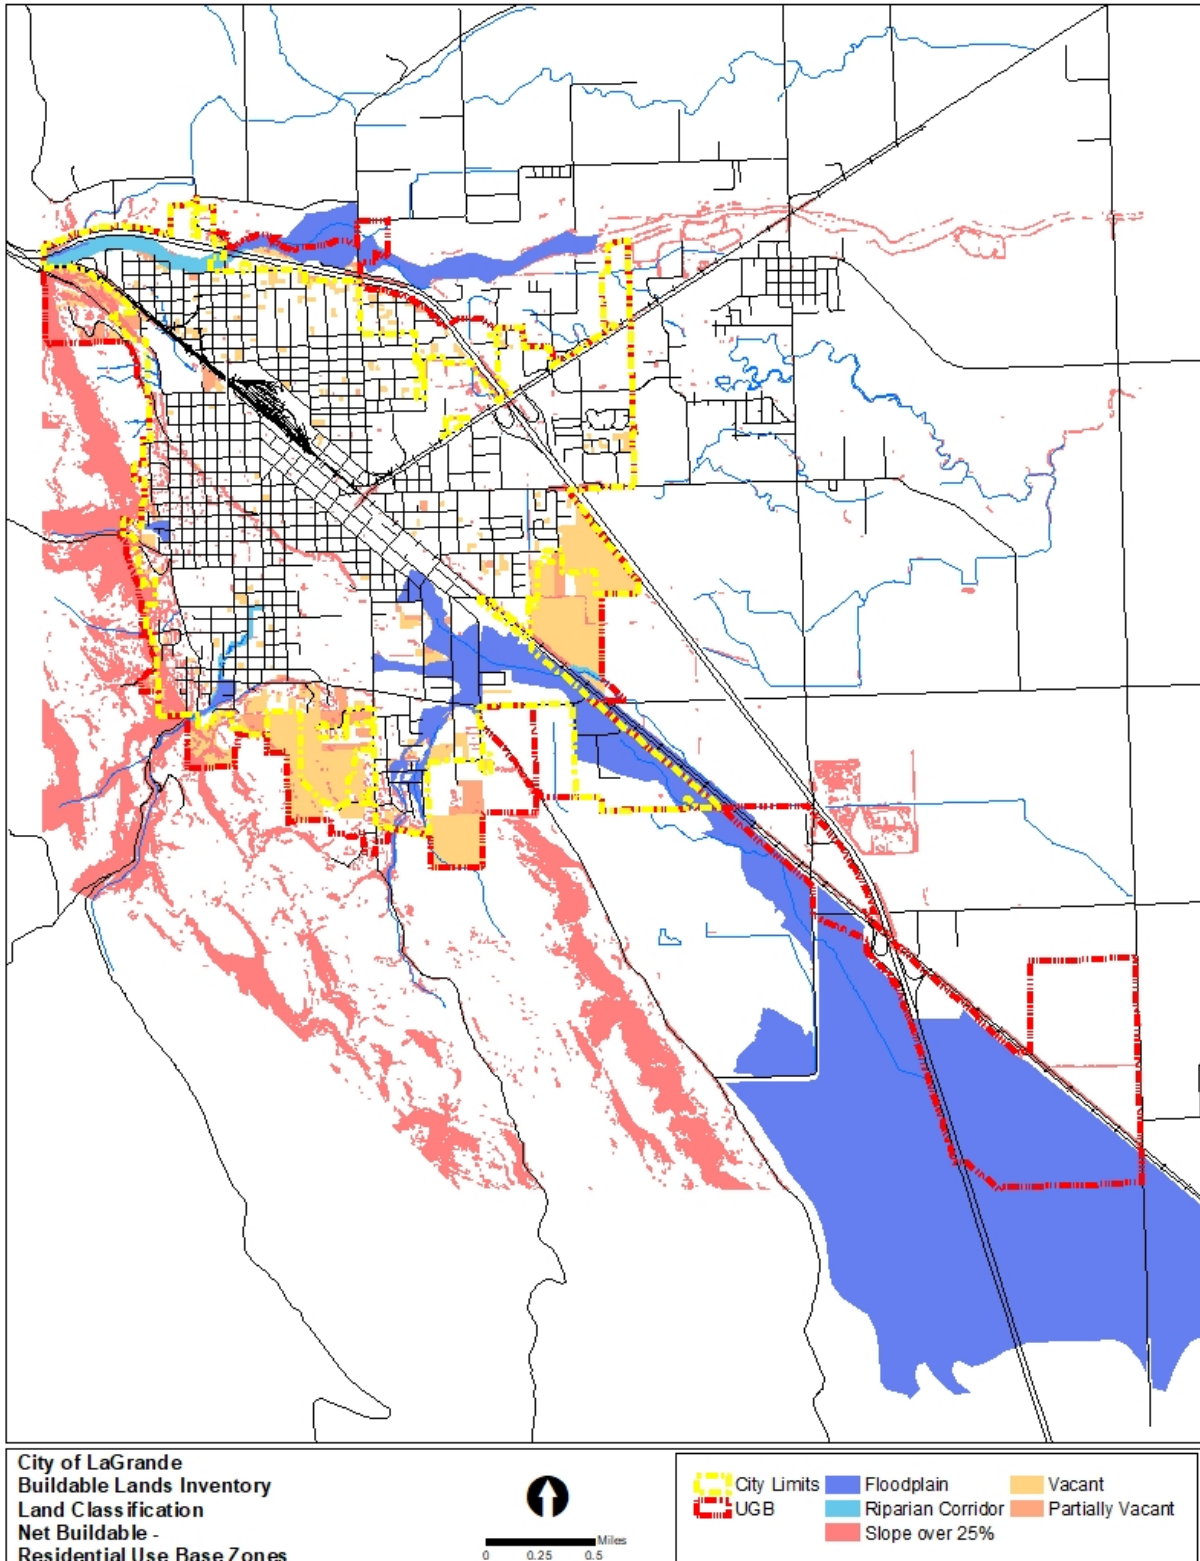 City of LaGrande
Buildable Lands Inventory
Land Classification
Net Buildable -
Residential Use Base Zones
Miles
0 0.25 0.5
City Limits
UGB
Floodplain
Riparian Corridor
Slope over 25%
Vacant
Partially Vacant